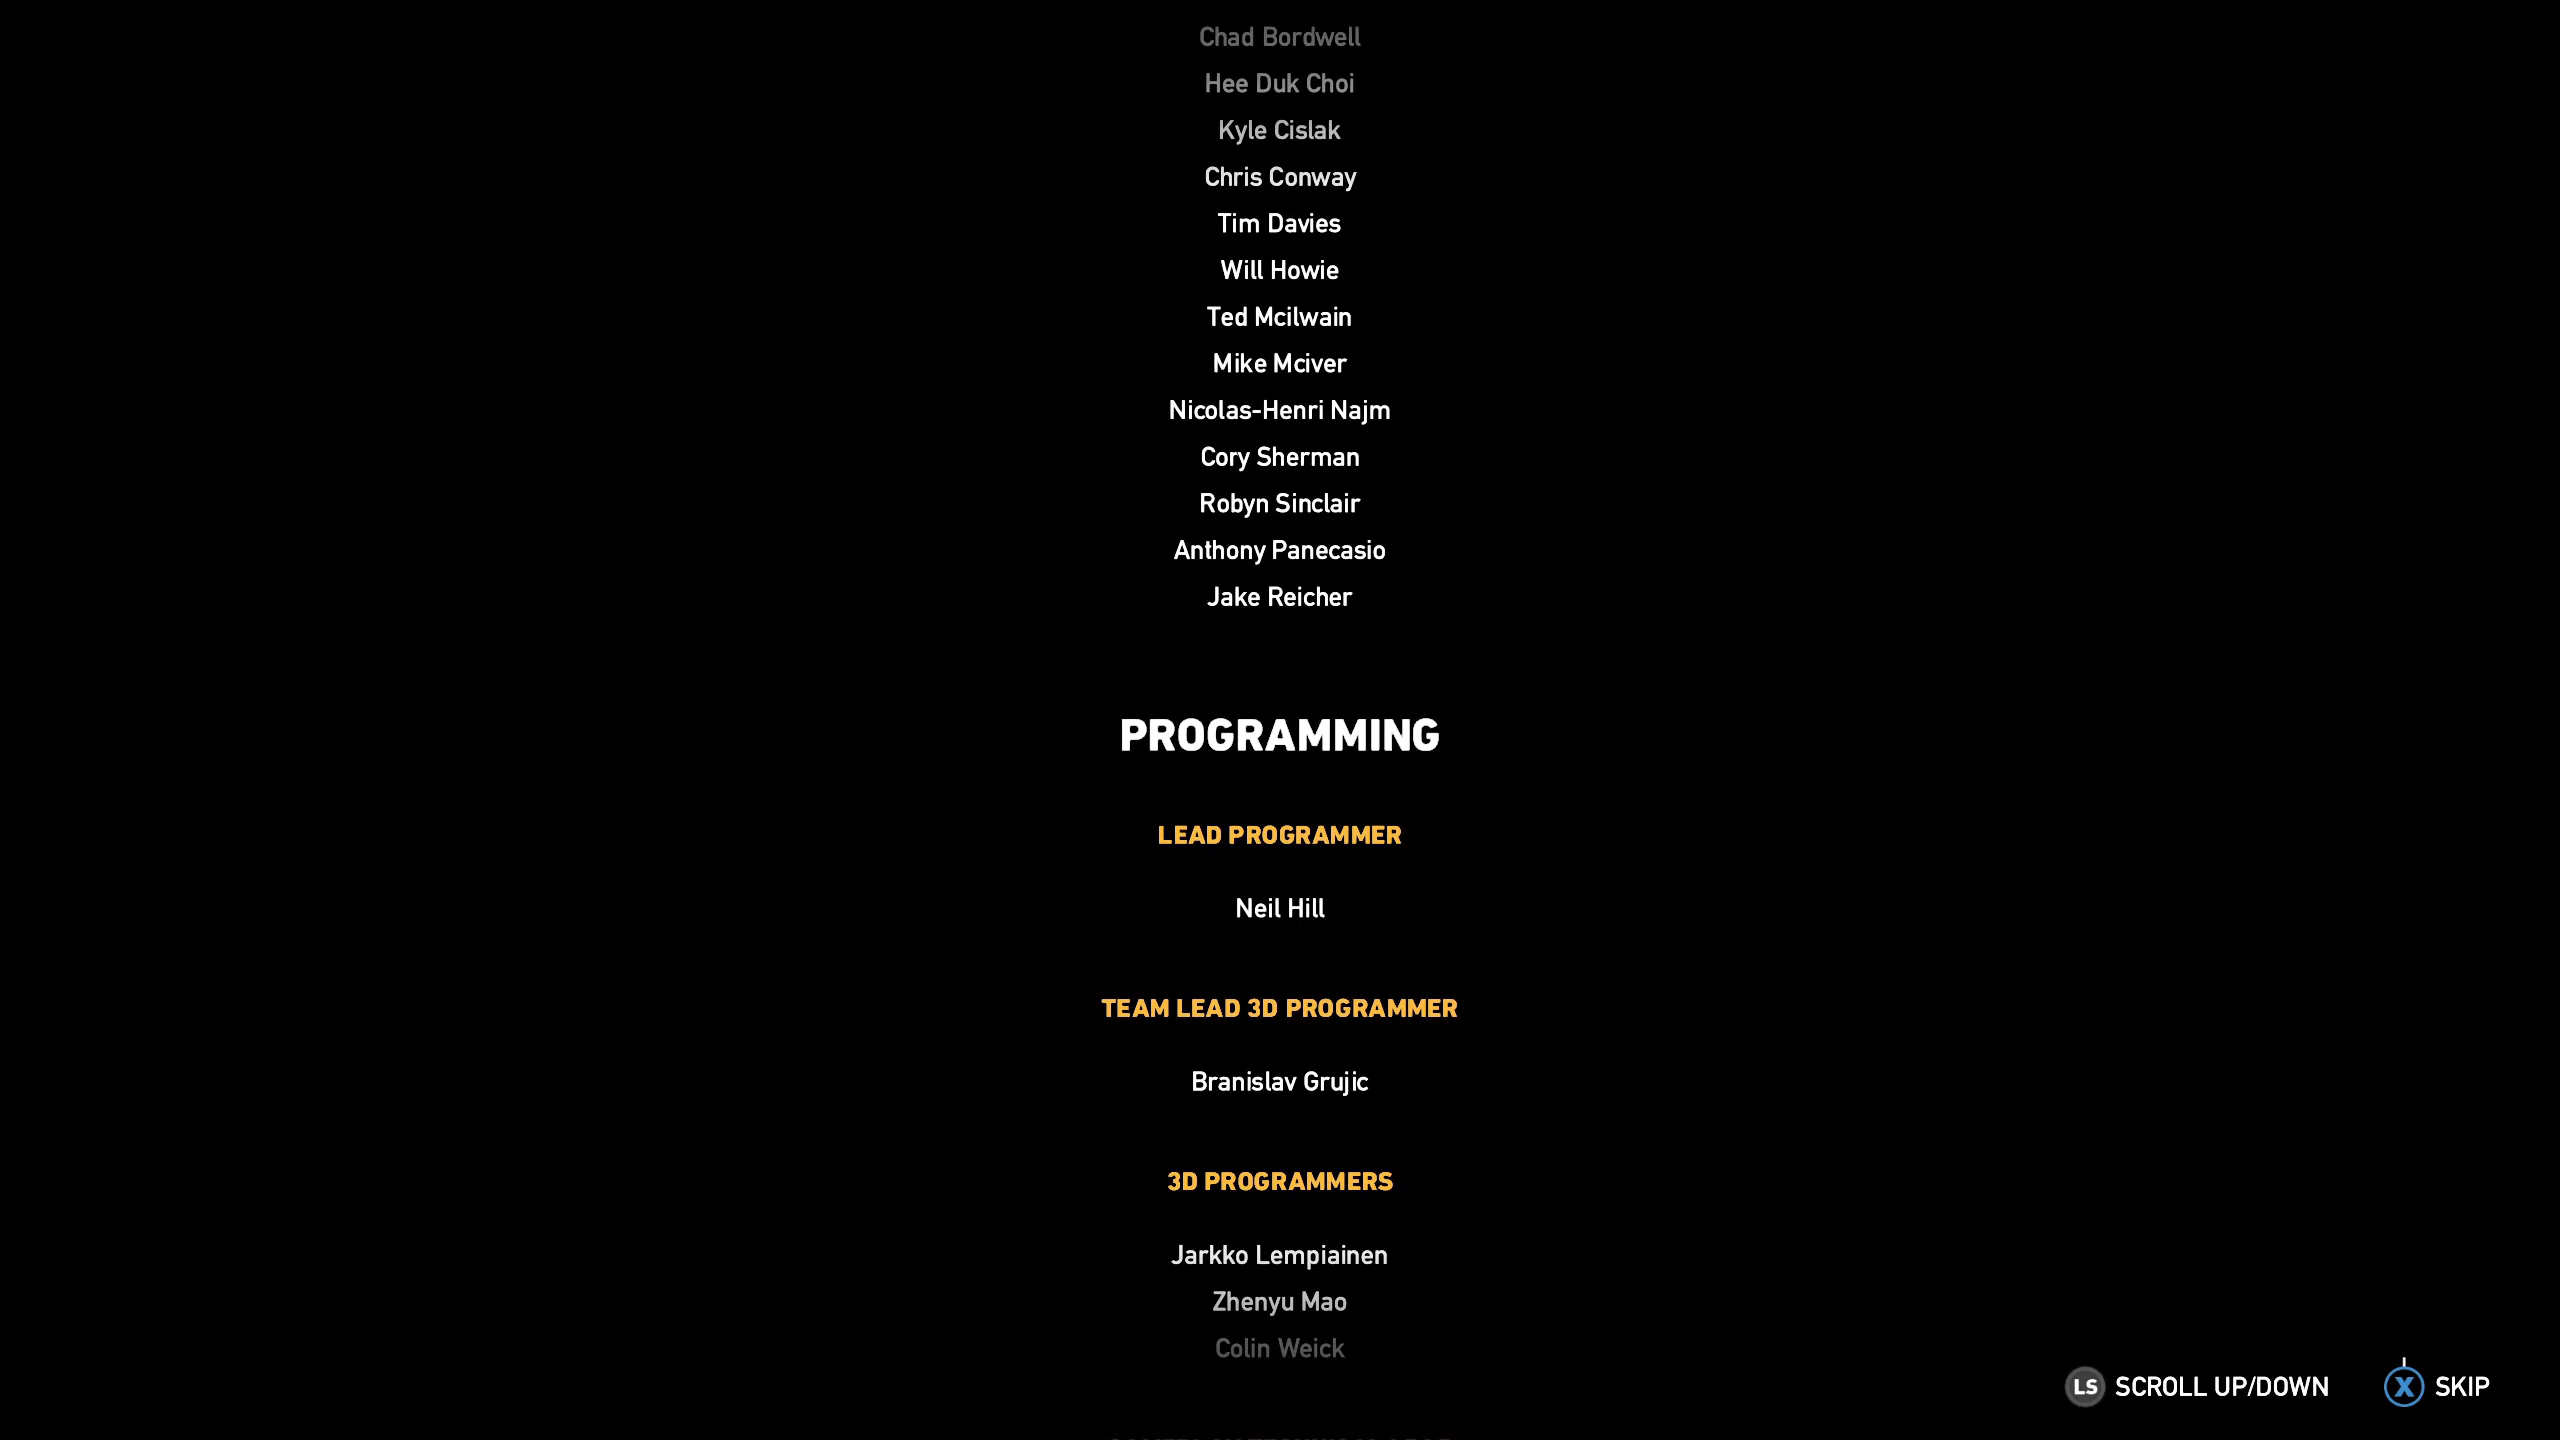 Chad Bordwell
Hee Duk Choi
Kyle Cislak
Chris Conway
Tim Davies
Will Howie
Ted Mcilwain
Mike Mciver
Nicolas-Henri Najm
Cory Sherman
Robyn Sinclair
Anthony Panecasio
Jake Reicher
PROGRAMMING
LEAD PROGRAMMER
Neil Hill
TEAM LEAD 3D PROGRAMMER
Branislav Grujic
3D PROGRAMMERS
Jarkko Lempiainen
Zhenyu Mao
Colin Weick
LS SCROLL UP/DOWN X SKIP